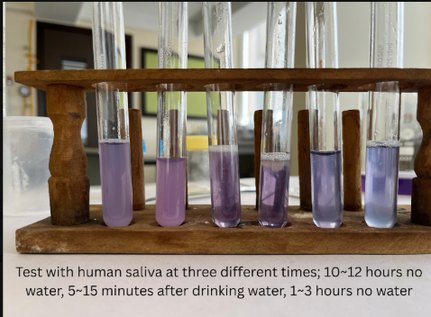 Test with human saliva at three different times; 10~12 hours no
water, 5~15 minutes after drinking water, 1~3 hours no water